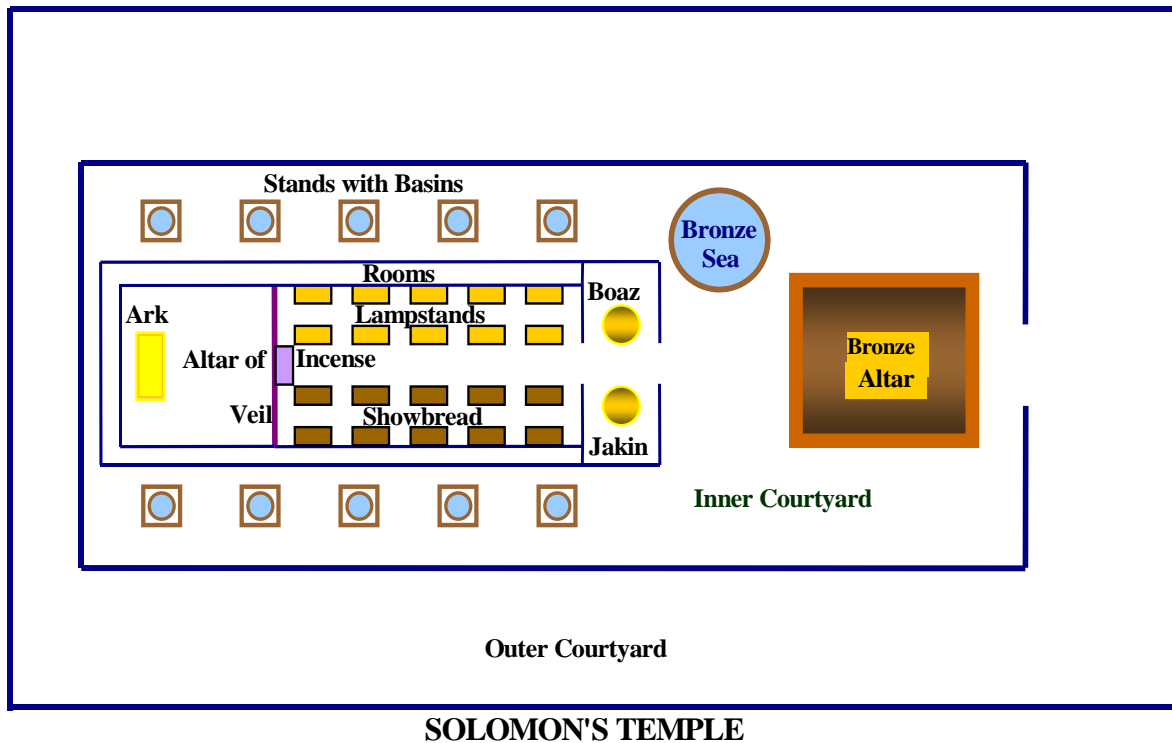 Stands with Basins
Bronze
Sea
Rooms
Boaz
Ark
Lampstands
Bronze
Altar
Altar of Incense
Veil
Showbread
Jakin
Inner Courtyard
Outer Courtyard
SOLOMON'S TEMPLE